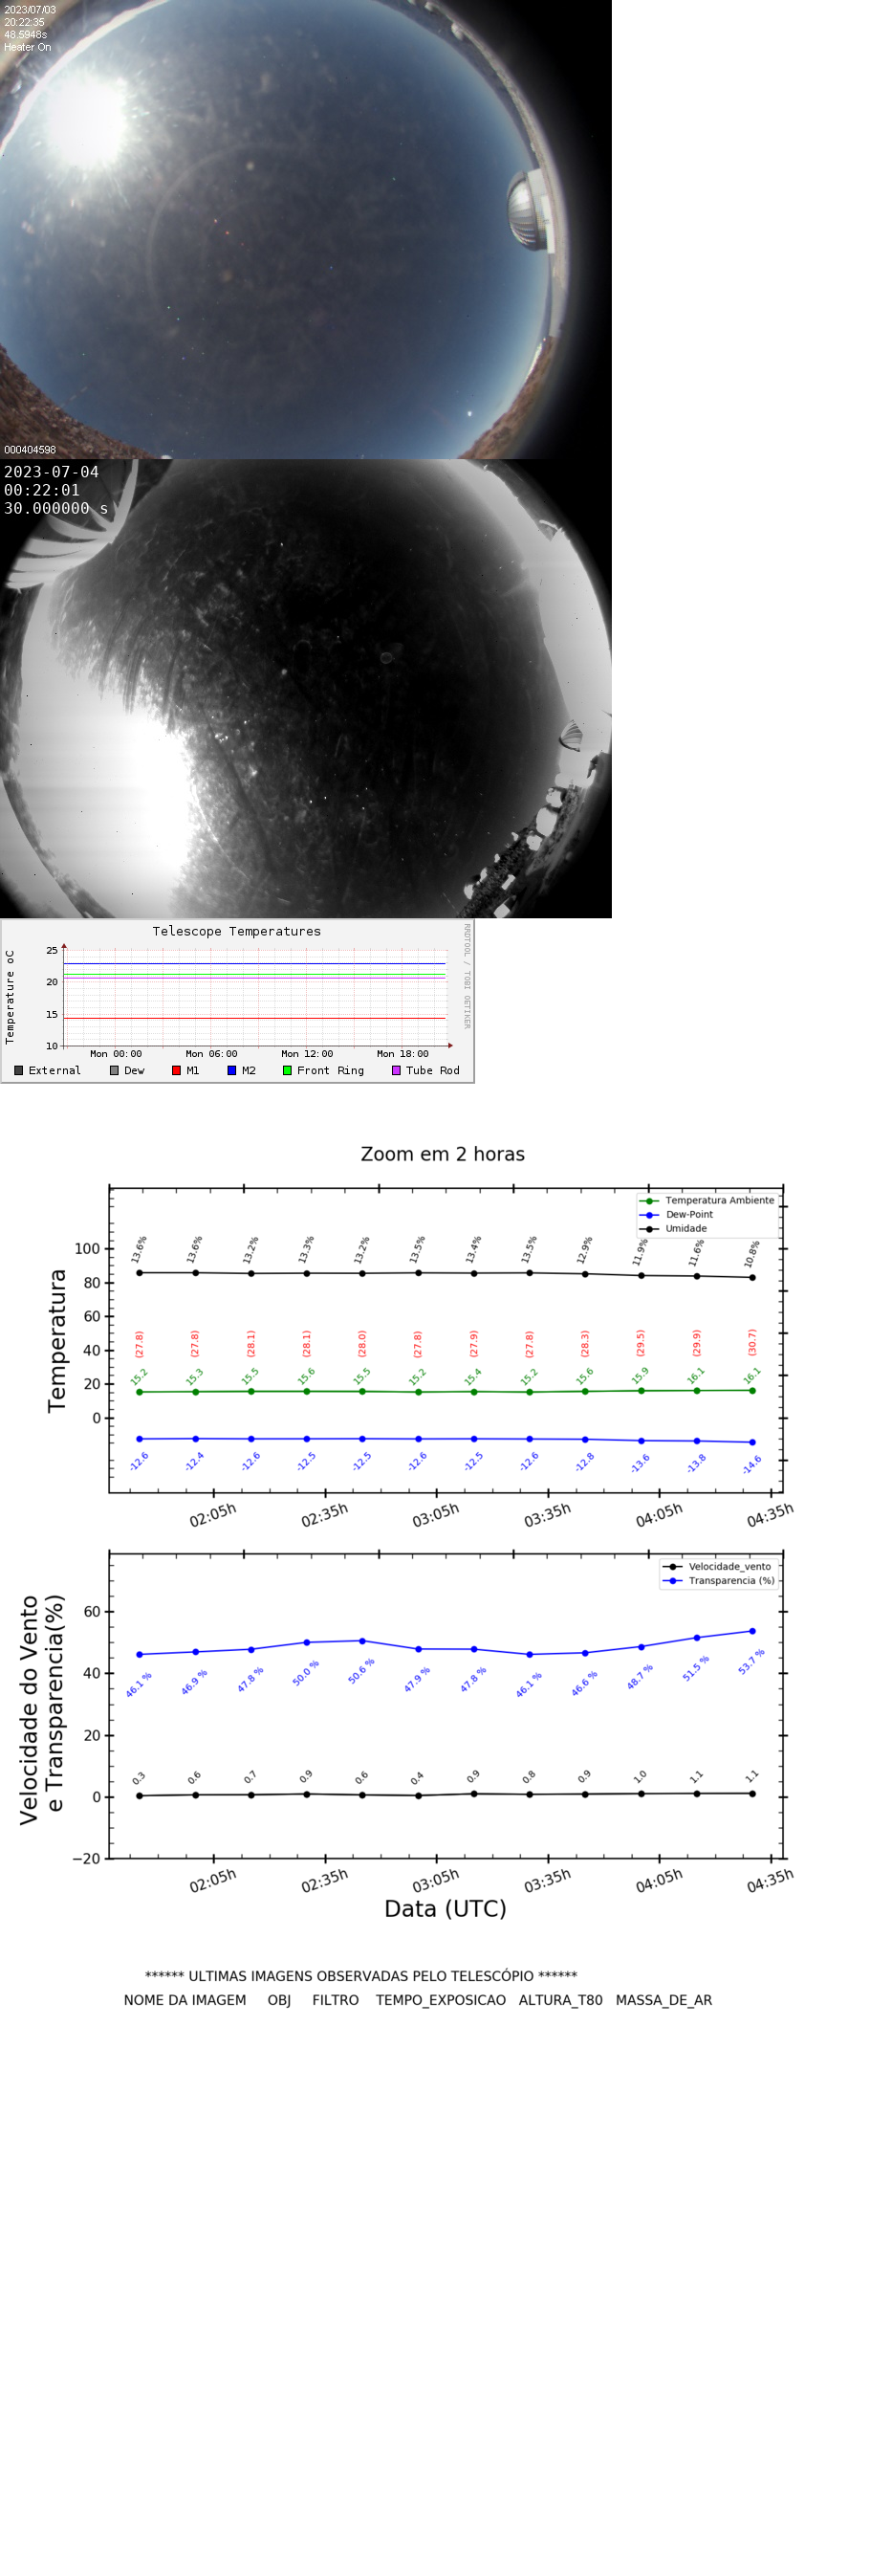 2023/07/03
20:22:35
48.5948s
Heater On
000404598
2023-07-04
00:22:01
30.000000 s
Telescope Temperatures
RRDTOOL / TOBI OETIKER
Temperature oC
25
20
15
10
Mon 00:00 Mon 06:00 Mon 12:00 Mon 18:00
External Dew M1 M2 Front Ring Tube Rod
Zoom em 2 horas
Temperatura Ambiente
Dew-Point
Umidade
Temperatura
100
80
60
40
20
0
13.6% 13.6% 13.2% 13.3% 13.2% 13.5% 13.4% 13.5% 12.9% 11.9% 11.6% 10.8%
(27.8) (27.8) (28.1) (28.1) (28.0) (27.8) (27.9) (27.8) (28.3) (29.5) (29.9) (30.7)
15.2 15.3 15.5 15.6 15.5 15.2 15.4 15.2 15.6 15.9 16.1 16.1
-12.6 -12.4 -12.6 -12.5 -12.5 -12.6 -12.5 -12.6 -12.8 -13.6 -13.8 -14.6
02:05h 02:35h 03:05h 03:35h 04:05h 04:35h
Velocidade_vento
Transparencia (%)
Velocidade do Vento
e Transparencia(%)
60
40
20
0
−20
46.1 % 46.9 % 47.8 % 50.0 % 50.6 % 47.9 % 47.8 % 46.1 % 46.6 % 48.7 % 51.5 % 53.7 %
0.3 0.6 0.7 0.9 0.6 0.4 0.9 0.8 0.9 1.0 1.1 1.1
02:05h 02:35h 03:05h 03:35h 04:05h 04:35h
Data (UTC)
****** ULTIMAS IMAGENS OBSERVADAS PELO TELESCÓPIO ******
NOME DA IMAGEM OBJ FILTRO TEMPO_EXPOSICAO ALTURA_T80 MASSA_DE_AR